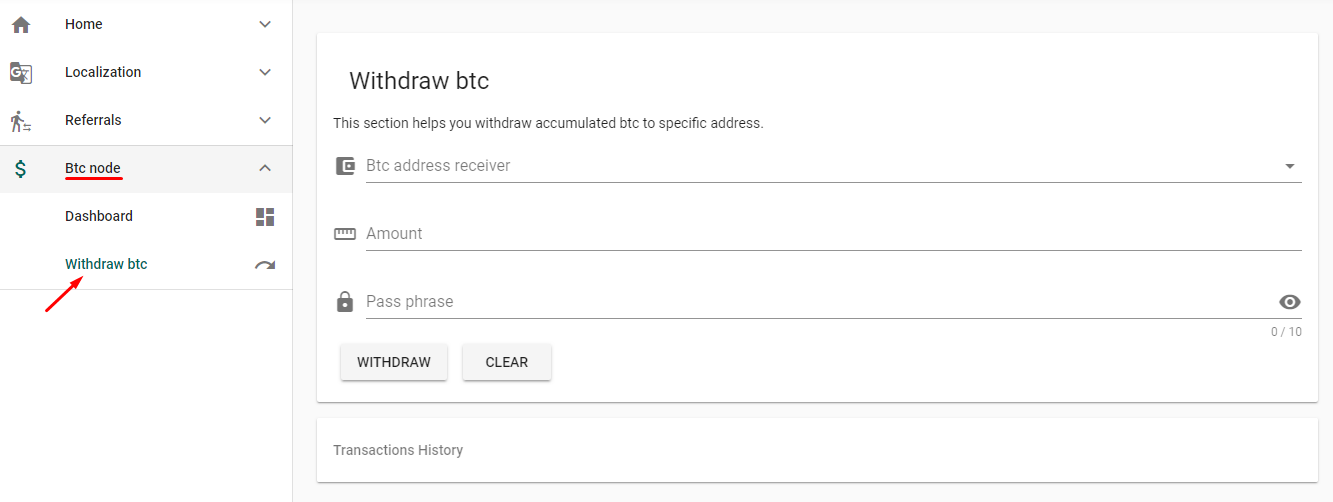 Home
Localization
Referrals
Btc node
Dashboard
Withdraw btc
Withdraw btc
This section helps you withdraw accumulated btc to specific address.
Btc address receiver
Amount
Pass phrase
0 / 10
WITHDRAW
CLEAR
Transactions History